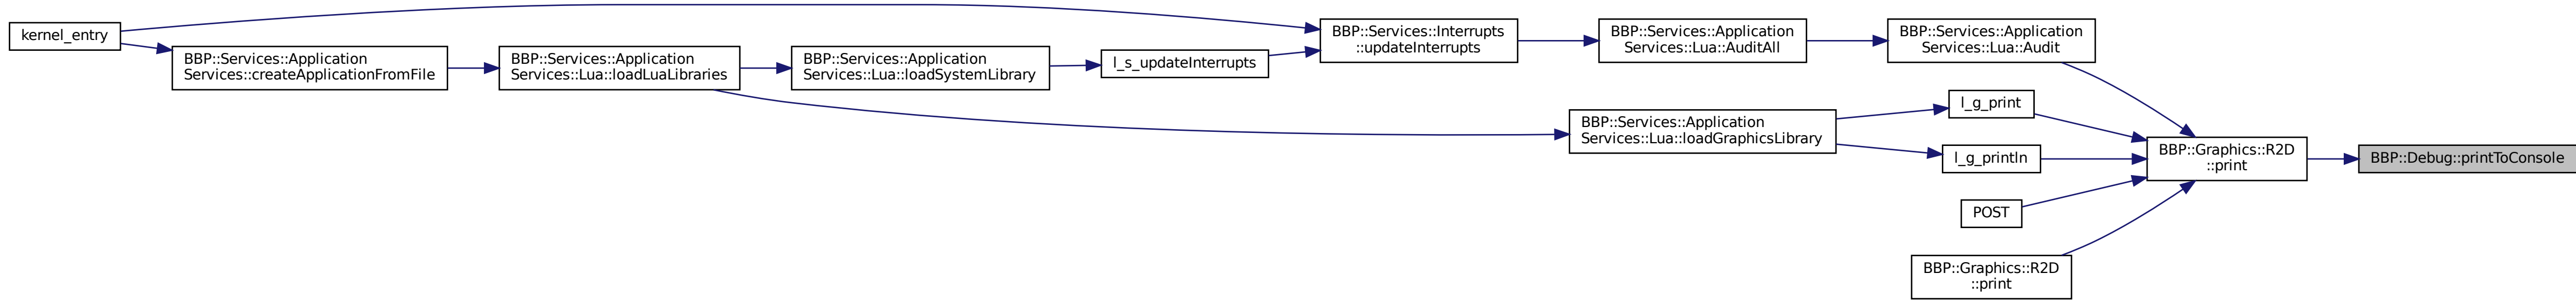 kernel_entry
BBP::Services::Application
Services::createApplicationFromFile
BBP::Services::Application
Services::Lua::loadLuaLibraries
BBP::Services::Application
Services::Lua::loadSystemLibrary
l_s_updateInterrupts
BBP::Services::Interrupts
::updateInterrupts
BBP::Services::Application
Services::Lua::AuditAll
BBP::Services::Application
Services::Lua::Audit
BBP::Services::Application
Services::Lua::loadGraphicsLibrary
l_g_print
l_g_println
POST
BBP::Graphics::R2D
::print
BBP::Graphics::R2D
::print
BBP::Debug::printToConsole